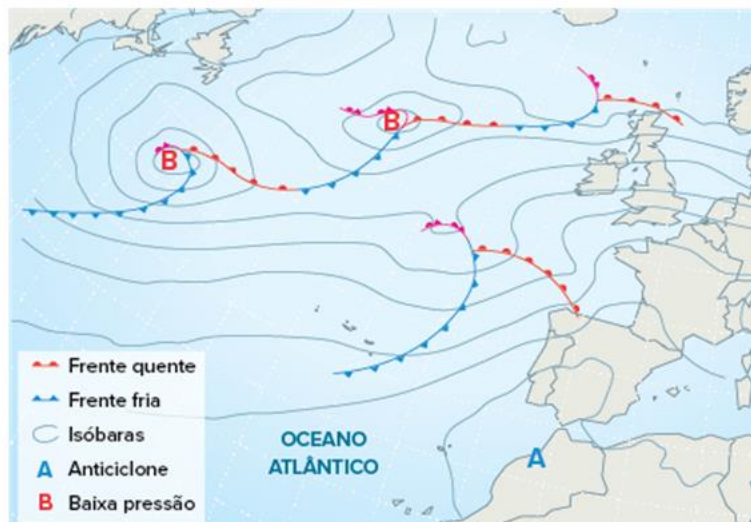 B
B
Frente quente
Frente fria
Isóbaras
A Anticiclone
B Baixa pressão
OCEANO
ATLÂNTICO
A